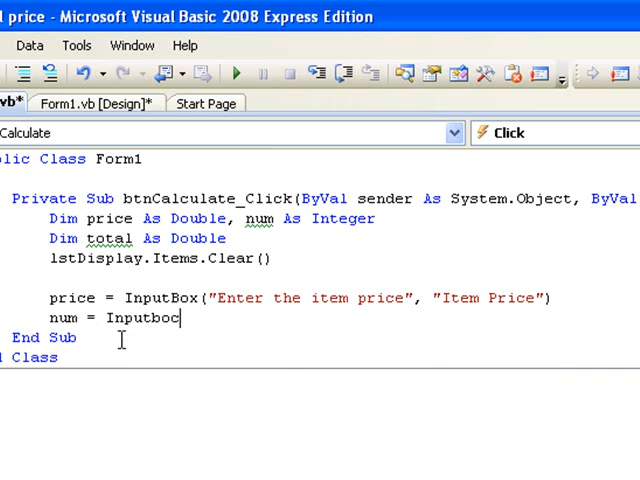 l price - Microsoft Visual Basic 2008 Express Edition
Data Tools Window Help
.vb* Form1.vb [Design]* Start Page
Calculate Click
blic Class Form1
Private Sub btnCalculate_Click(ByVal sender As System.Object, ByVal
Dim price As Double, num As Integer
Dim total As Double
lstDisplay.Items.Clear()
price = InputBox("Enter the item price", "Item Price")
num = Inputboc
End Sub
d Class